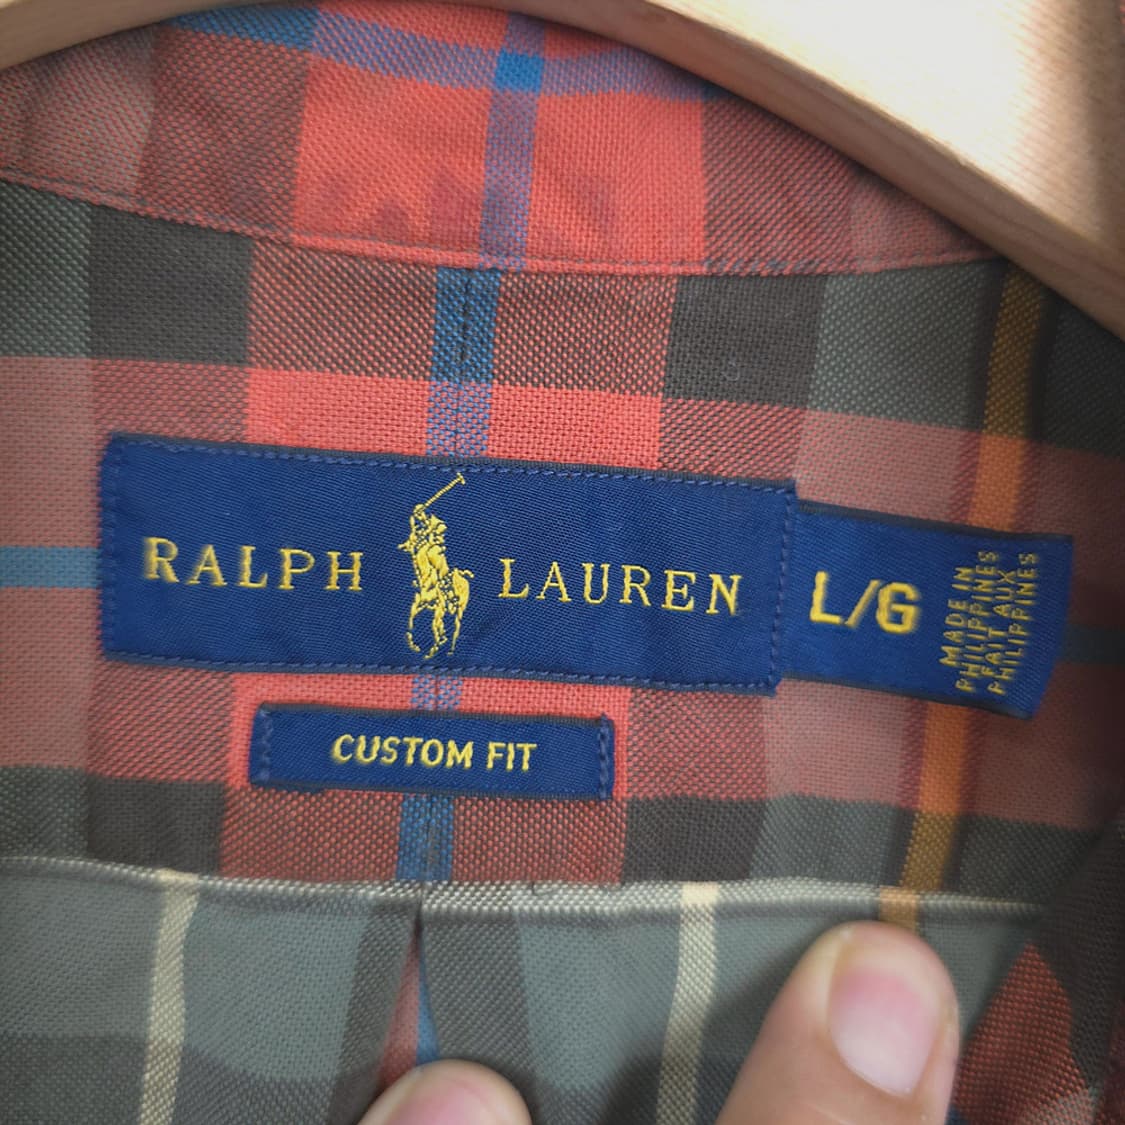 RALPH LAUREN
L/G
MADE IN
PHILIPPINES
FAIT AUX
PHILIPPINES
CUSTOM FIT